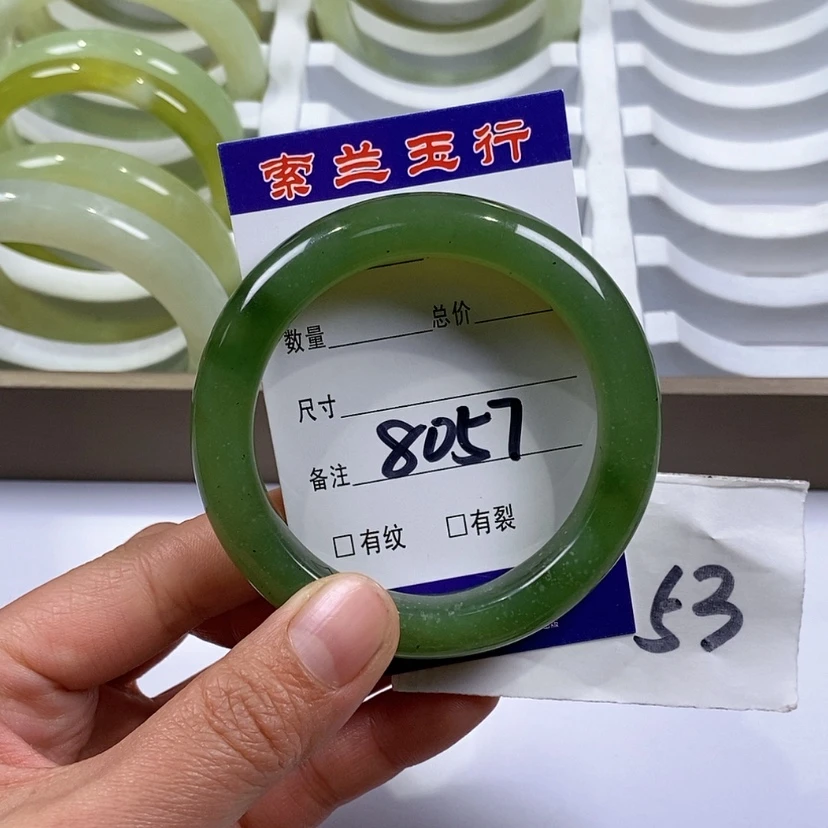 索兰玉行
数量 总价
尺寸
备注 8057
□有纹 □有裂
53